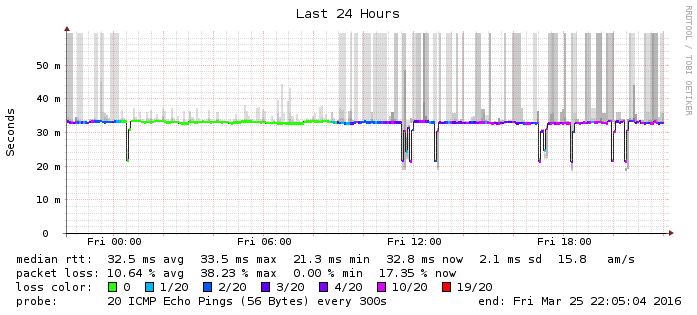 Last 24 Hours
RRDTOOL / TOBI OETIKER
Seconds
50 m
40 m
30 m
20 m
10 m
0
Fri 00:00 Fri 06:00 Fri 12:00 Fri 18:00
median rtt: 32.5 ms avg 33.5 ms max 21.3 ms min 32.8 ms now 2.1 ms sd 15.8 am/s
packet loss: 10.64 % avg 38.23 % max 0.00 % min 17.35 % now
loss color: 0 1/20 2/20 3/20 4/20 10/20 19/20
probe: 20 ICMP Echo Pings (56 Bytes) every 300s end: Fri Mar 25 22:05:04 2016